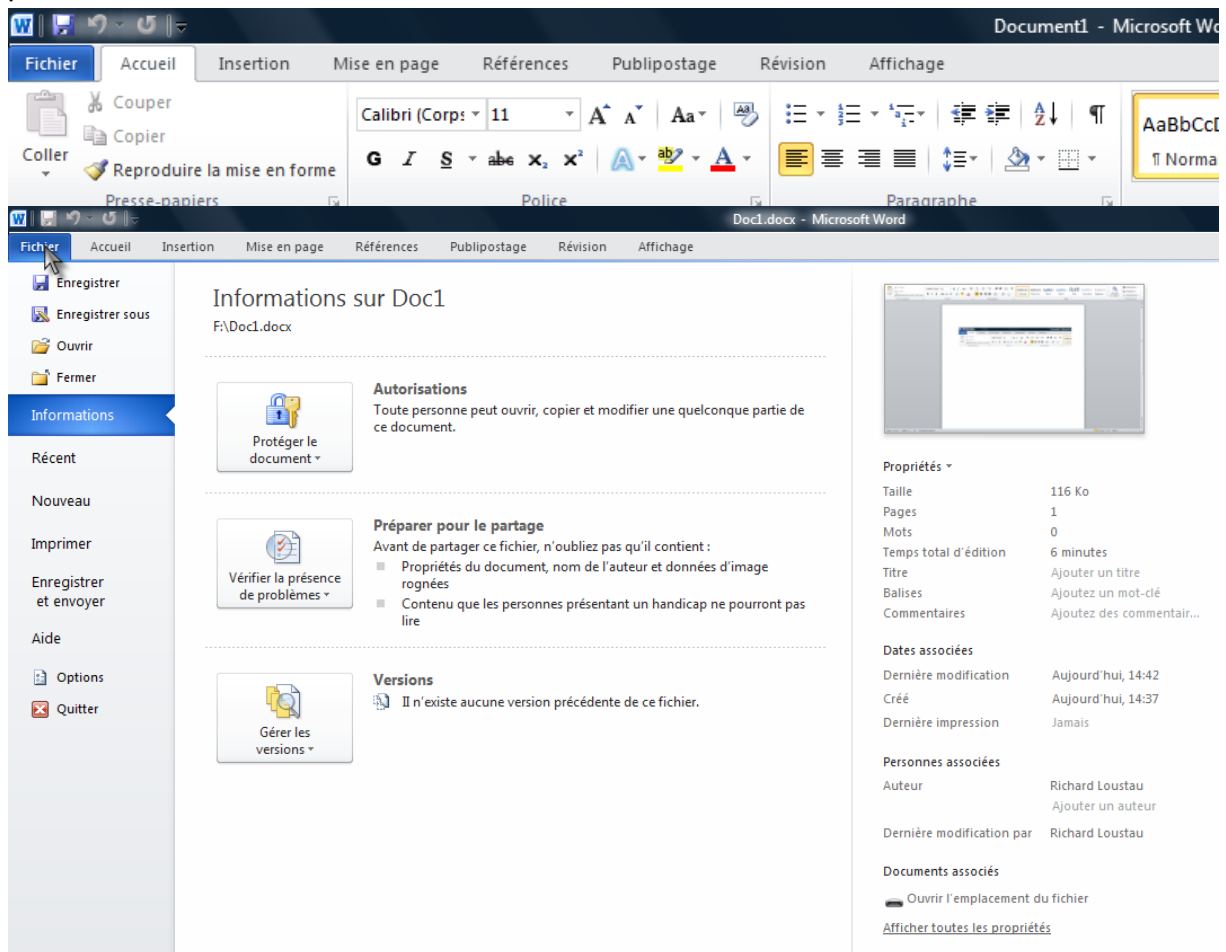 Document1 - Microsoft Wo
Fichier Accueil Insertion Mise en page Références Publipostage Révision Affichage
Couper
Copier
Coller
Reproduire la mise en forme
Calibri (Corps 11
G I S abc x₂ x²
AaBbCcD
¶ Norma
Presse-papiers Police Paragraphe
Doc1.docx - Microsoft Word
Fichier Accueil Insertion Mise en page Références Publipostage Révision Affichage
Enregistrer
Enregistrer sous
Ouvrir
Fermer
Informations
Récent
Nouveau
Imprimer
Enregistrer
et envoyer
Aide
Options
Quitter
Informations sur Doc1
F:\Doc1.docx
Protéger le
document
Autorisations
Toute personne peut ouvrir, copier et modifier une quelconque partie de
ce document.
Vérifier la présence
de problèmes
Préparer pour le partage
Avant de partager ce fichier, n'oubliez pas qu'il contient :
Propriétés du document, nom de l'auteur et données d'image
rognées
Contenu que les personnes présentant un handicap ne pourront pas
lire
Gérer les
versions
Versions
Il n'existe aucune version précédente de ce fichier.
Propriétés
Taille 116 Ko
Pages 1
Mots 0
Temps total d'édition 6 minutes
Titre Ajouter un titre
Balises Ajoutez un mot-clé
Commentaires Ajoutez des commentair...
Dates associées
Dernière modification Aujourd'hui, 14:42
Créé Aujourd'hui, 14:37
Dernière impression Jamais
Personnes associées
Auteur Richard Loustau
Ajouter un auteur
Dernière modification par Richard Loustau
Documents associés
Ouvrir l'emplacement du fichier
Afficher toutes les propriétés